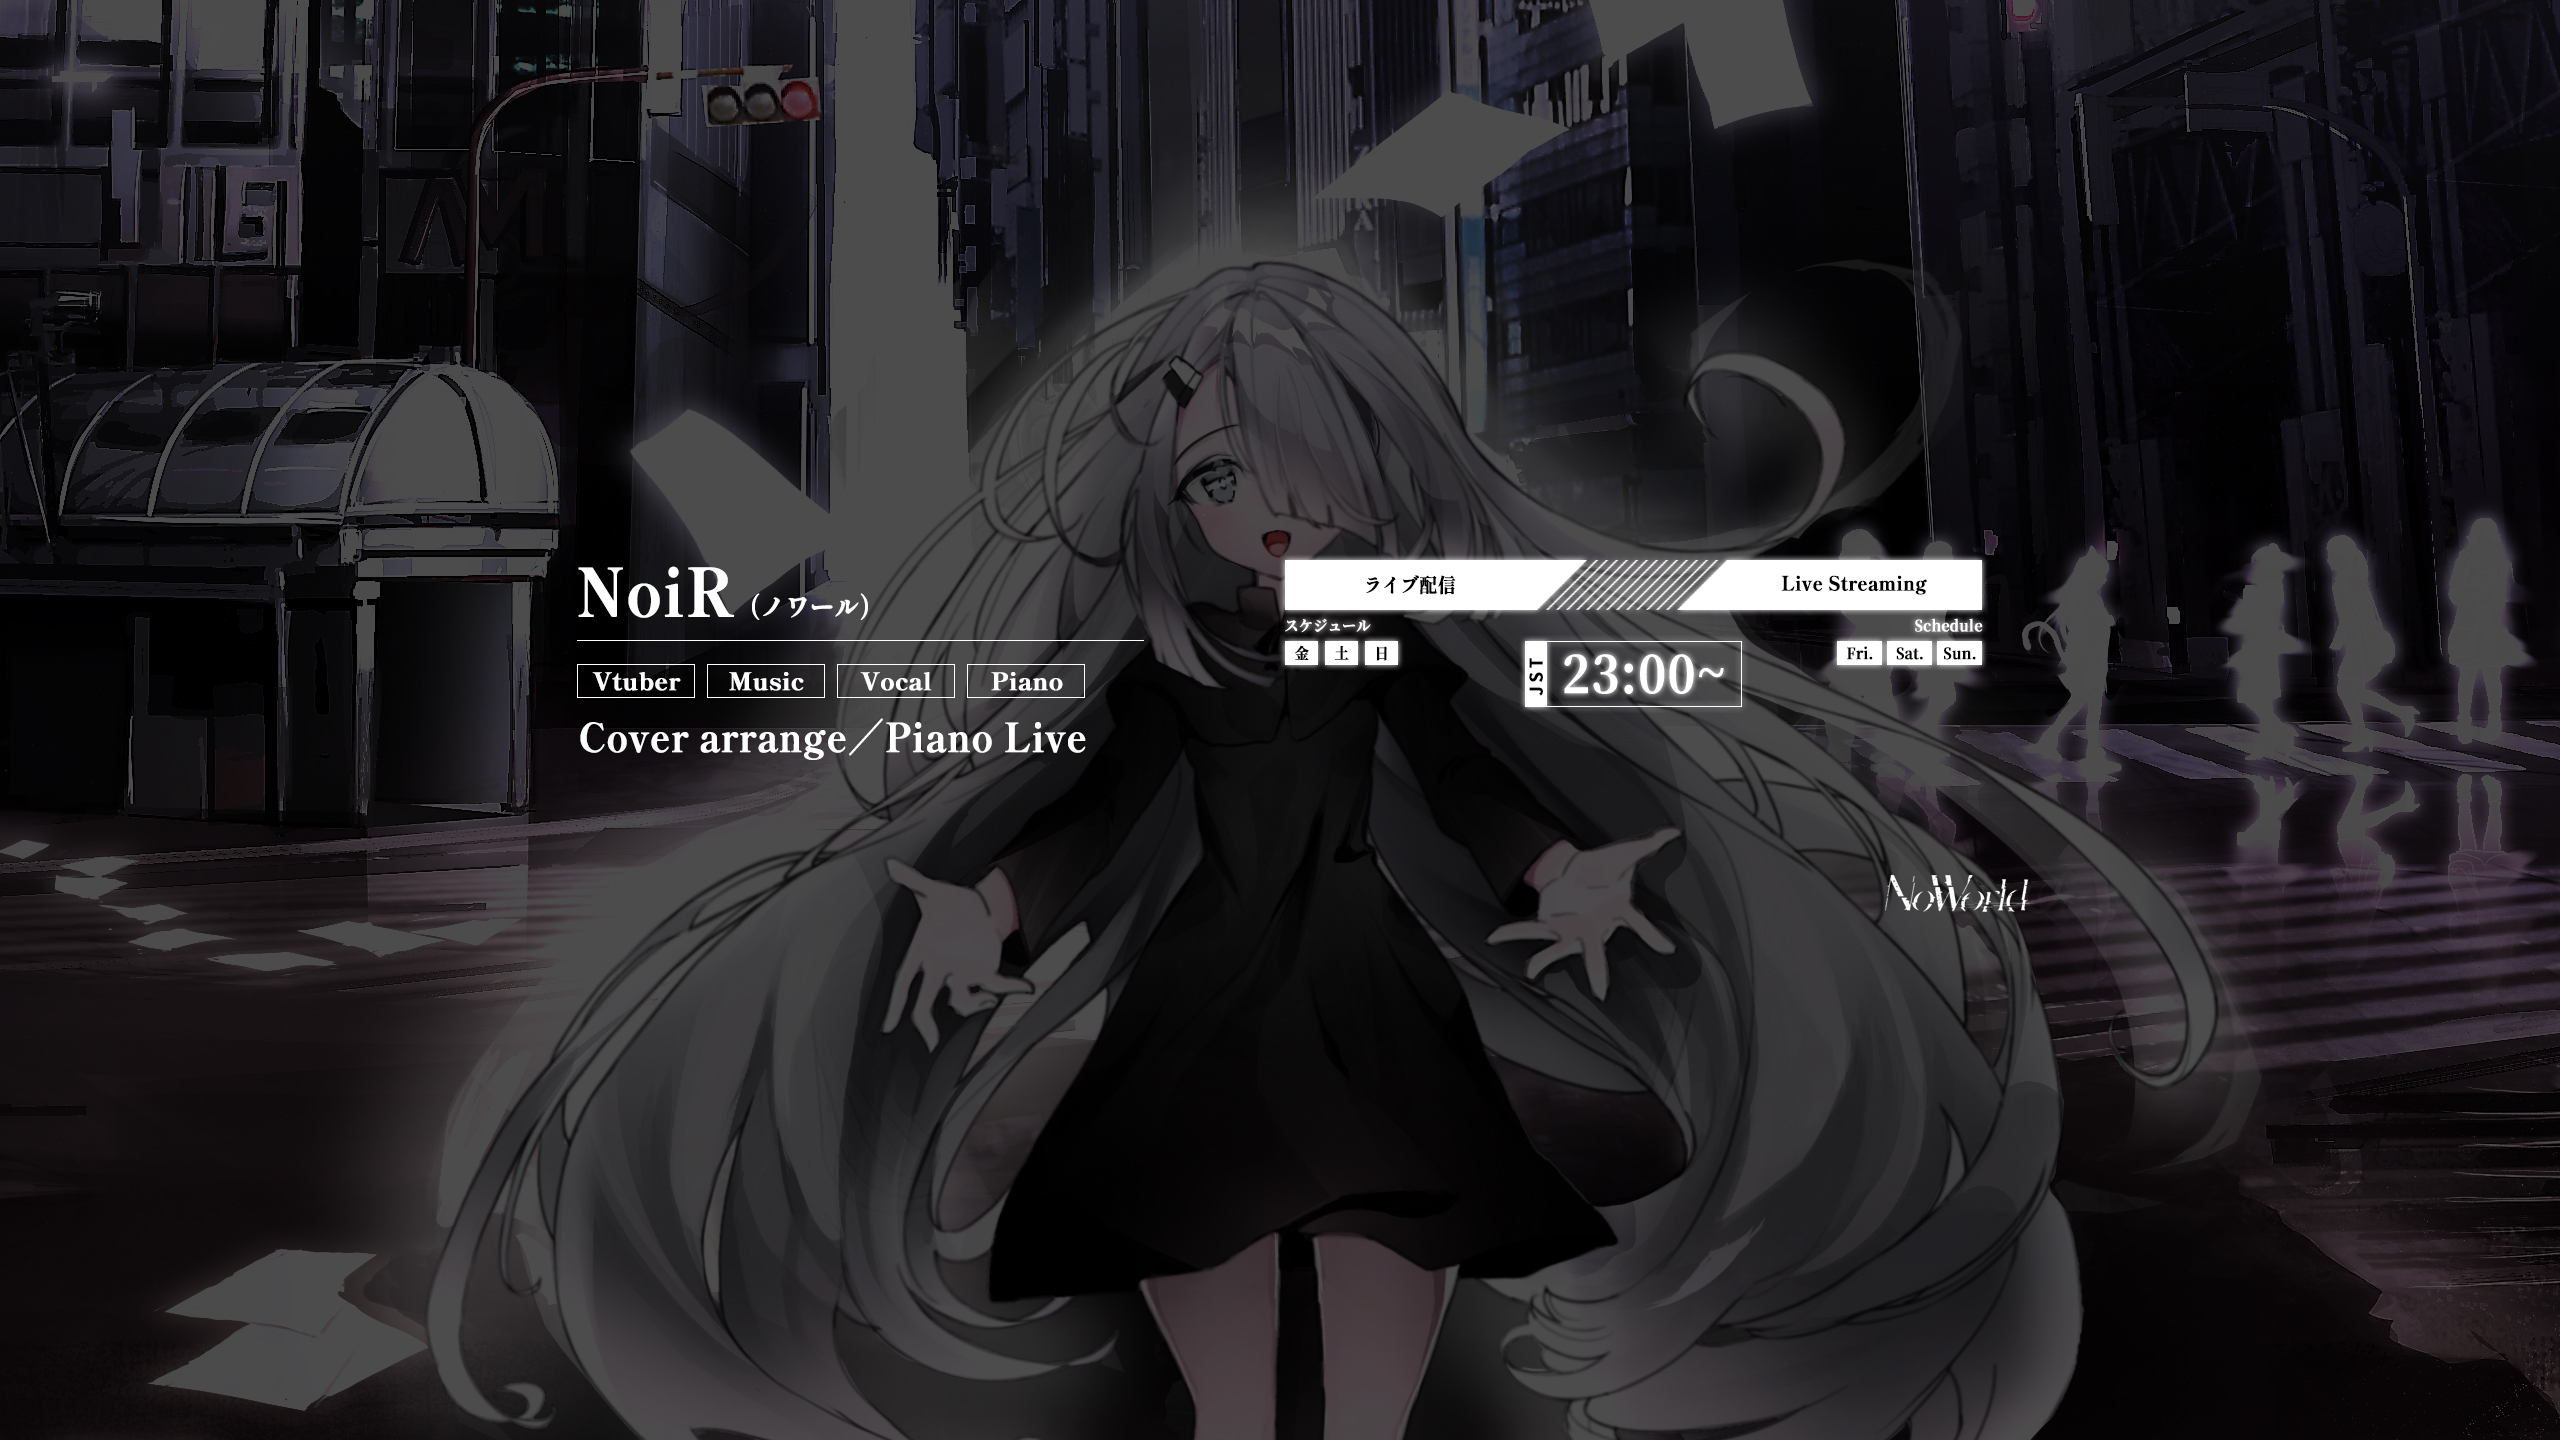 NoiR (ノワール)
Vtuber Music Vocal Piano
Cover arrange／Piano Live
ライブ配信 Live Streaming
スケジュール Schedule
金 土 日 Fri. Sat. Sun.
JST 23:00~
NoWorld